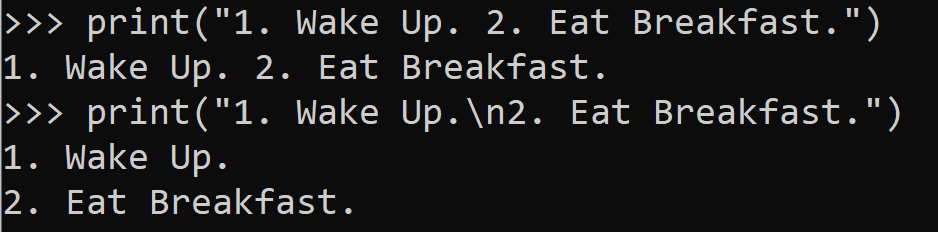 >>> print("1. Wake Up. 2. Eat Breakfast.")
1. Wake Up. 2. Eat Breakfast.
>>> print("1. Wake Up.\n2. Eat Breakfast.")
1. Wake Up.
2. Eat Breakfast.